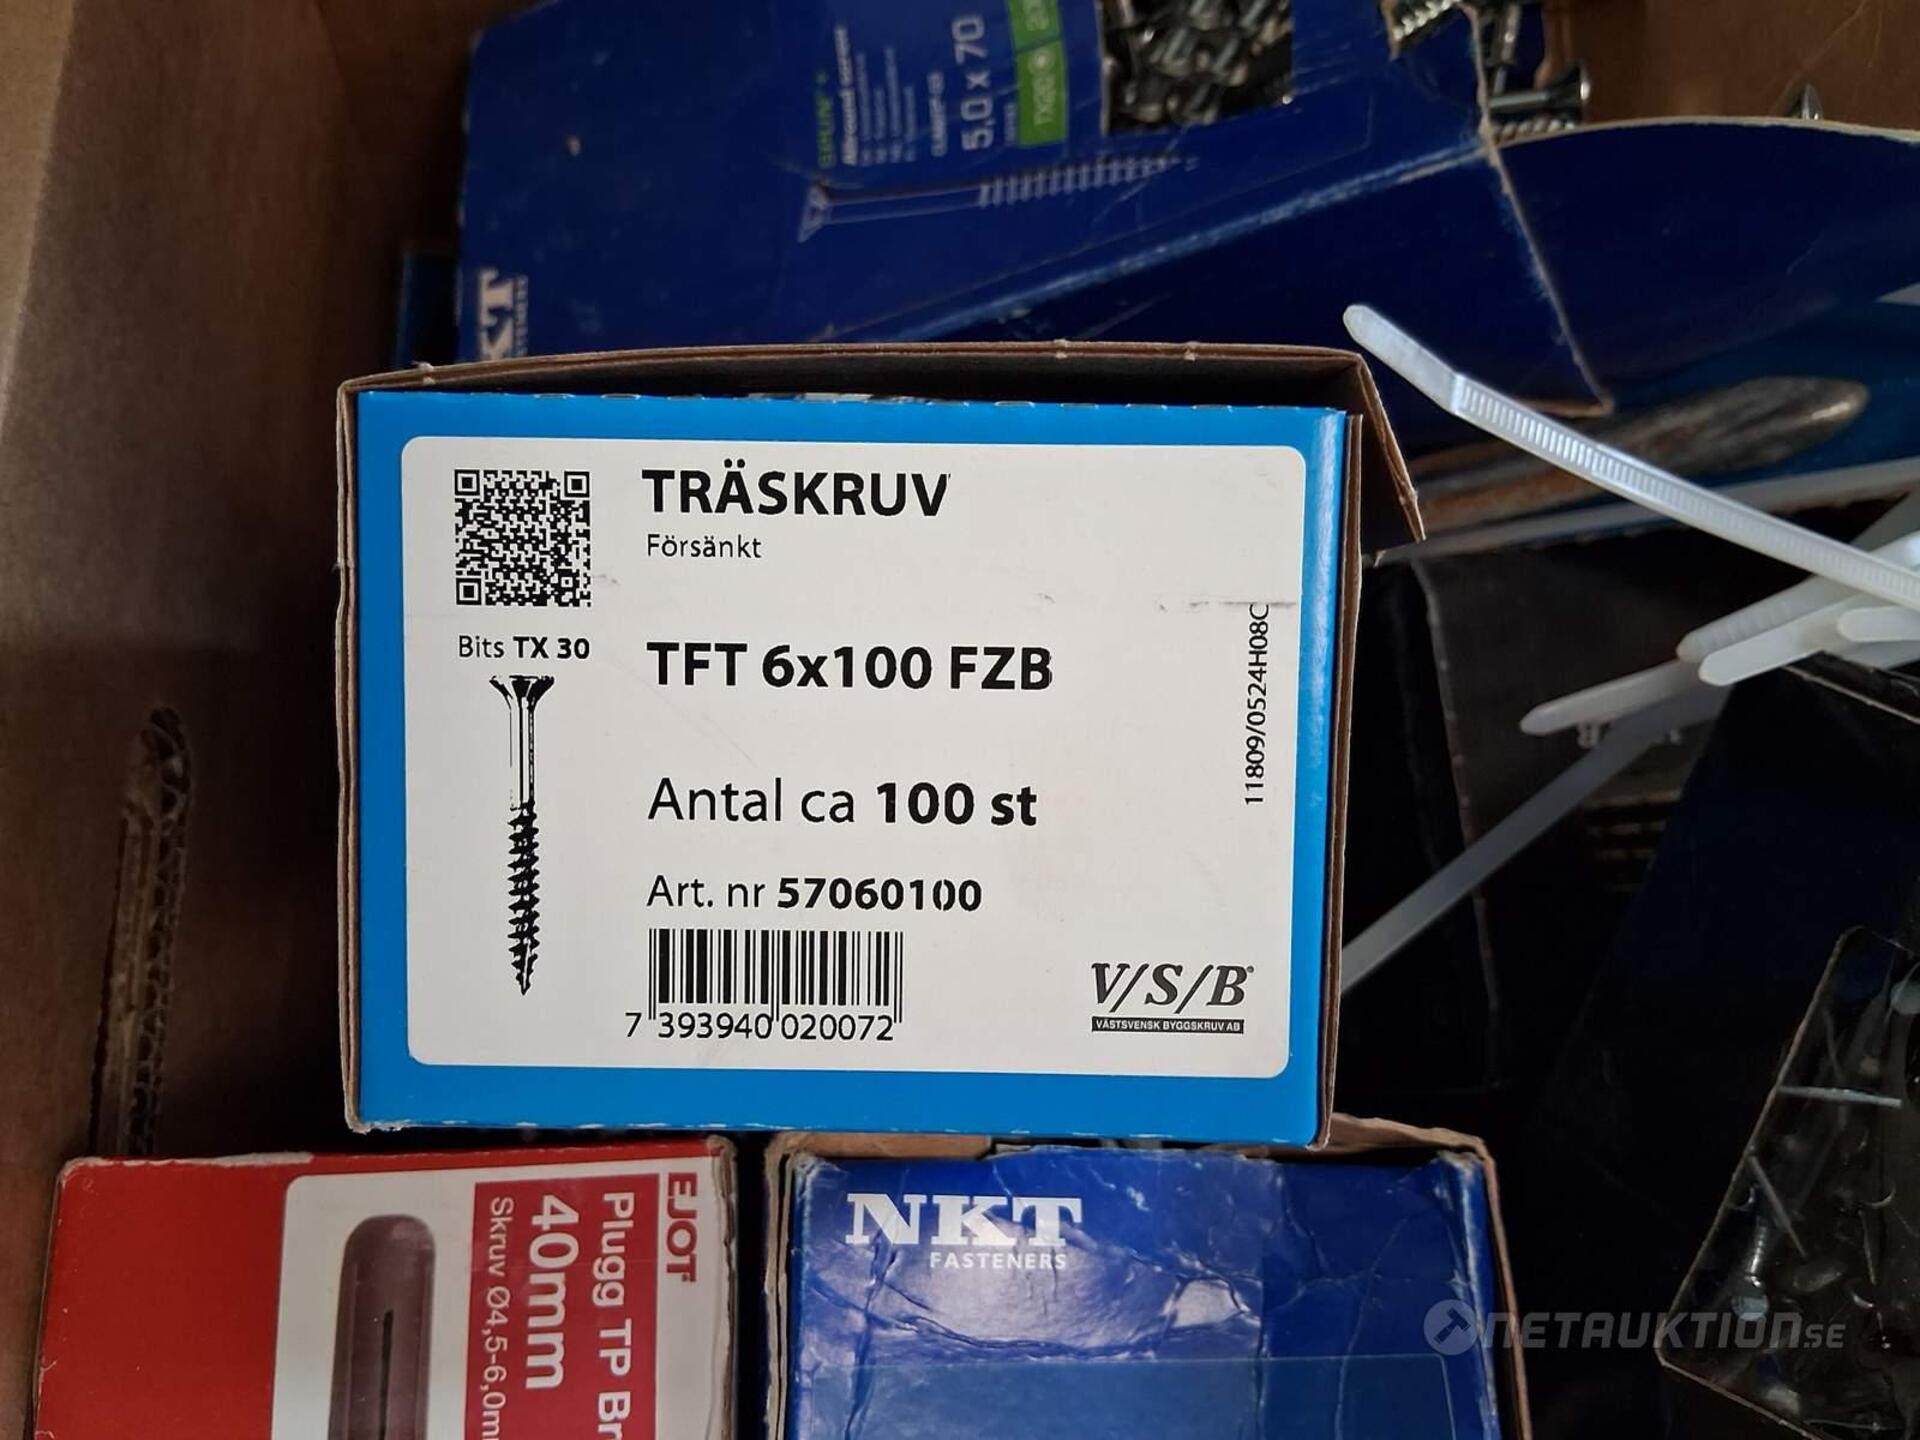 5,0 x 70
TX20
TRÄSKRUV
Försänkt
Bits TX 30
TFT 6x100 FZB
Antal ca 100 st
Art. nr 57060100
7 393940 020072
11809/0524H08C
V/S/B
VÄSTSVENSK BYGGSKRUV AB
EJOT
Plugg TP Br
40mm
Skruv Ø4,5-6,0m
NKT
FASTENERS
NETAUKTION.SE